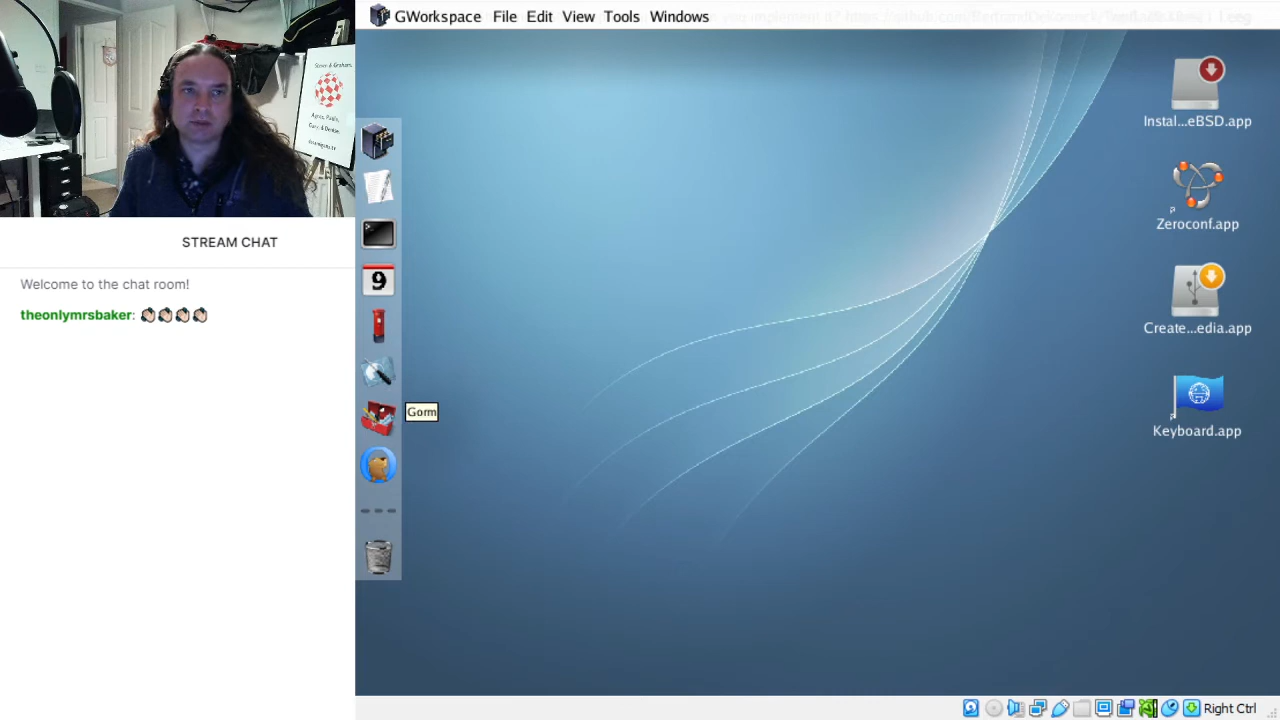 GWorkspace File Edit View Tools Windows
Instal...eBSD.app
Zeroconf.app
Create...edia.app
Keyboard.app
9
Gorm
STREAM CHAT
Welcome to the chat room!
theonlymrsbaker:
Right Ctrl